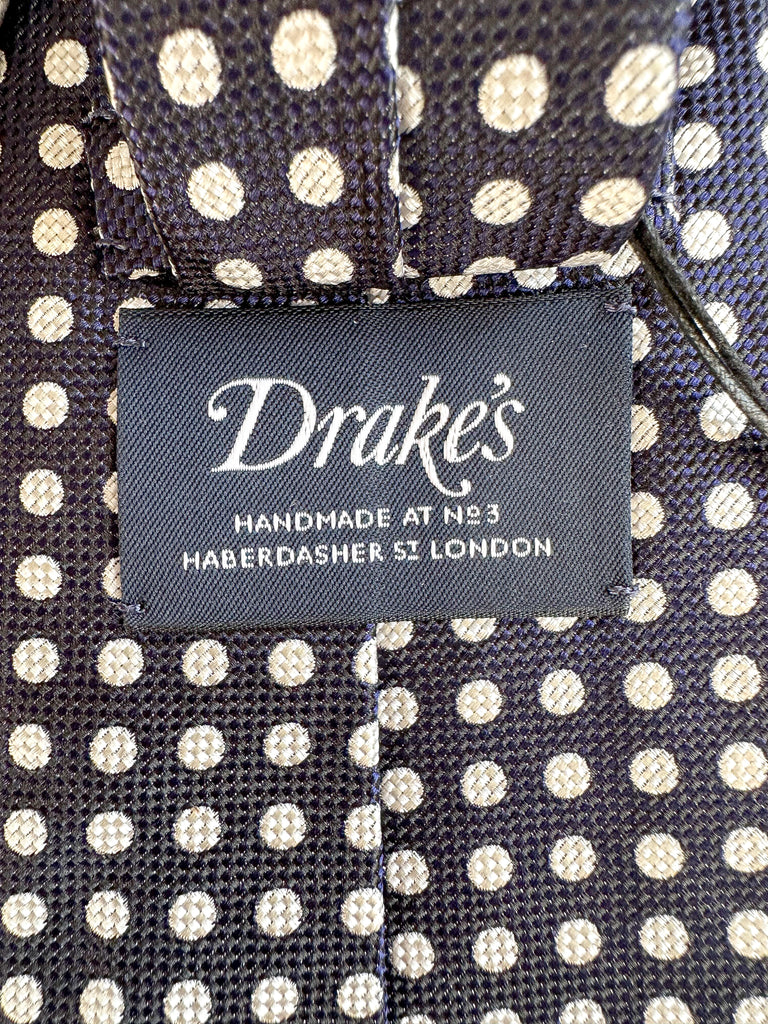 Drake's
HANDMADE AT Nº3
HABERDASHER ST LONDON